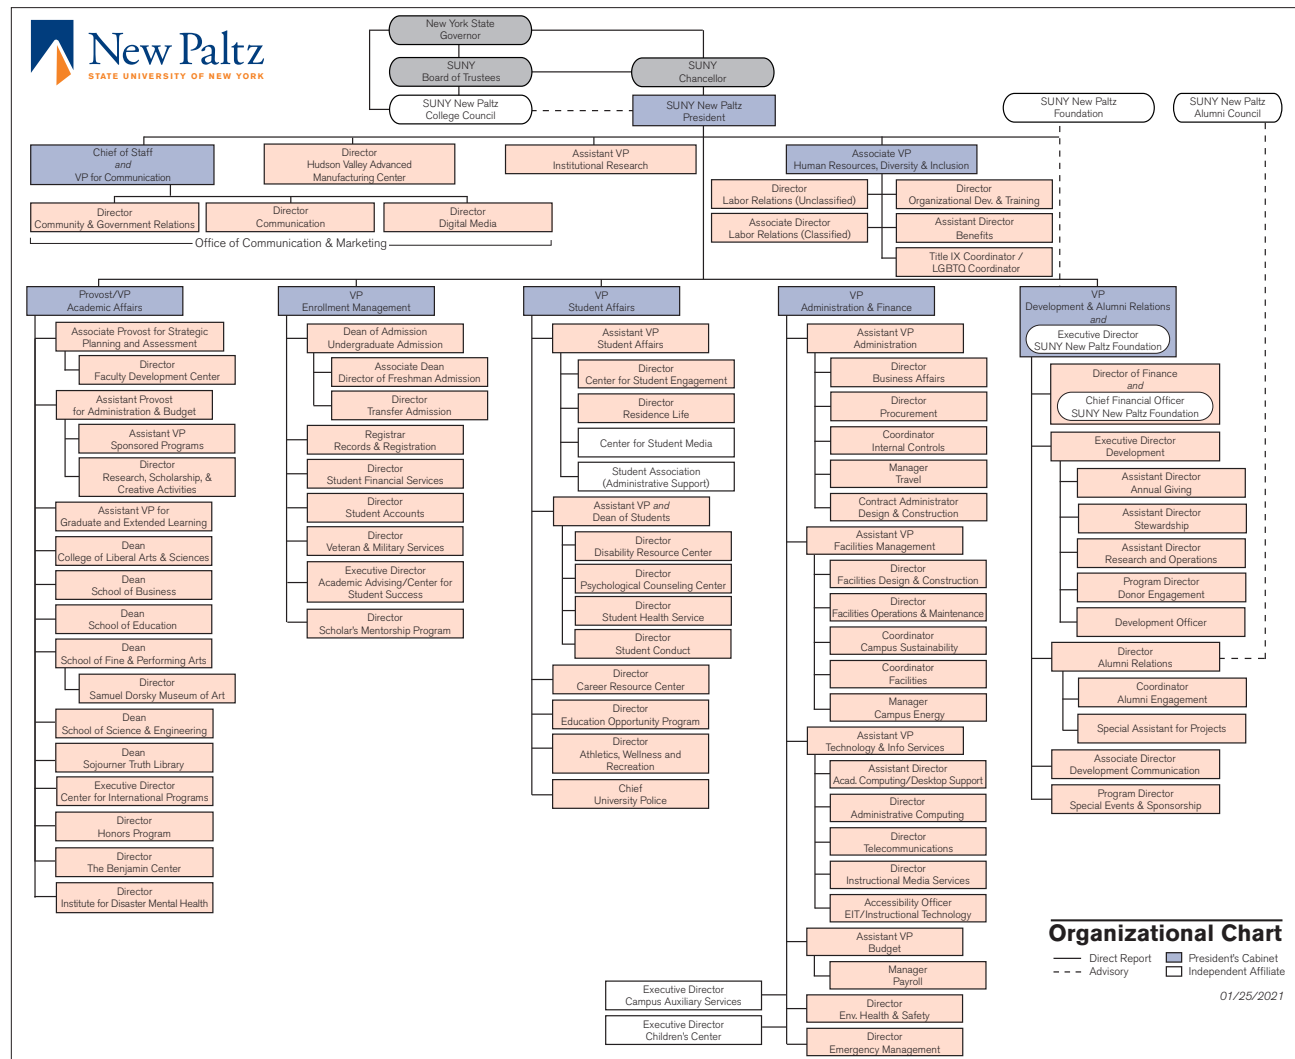 New Paltz
STATE UNIVERSITY OF NEW YORK
New York State
Governor
SUNY
Board of Trustees
SUNY
Chancellor
SUNY New Paltz
College Council
SUNY New Paltz
President
SUNY New Paltz
Foundation
SUNY New Paltz
Alumni Council
Chief of Staff
and
VP for Communication
Director
Hudson Valley Advanced
Manufacturing Center
Assistant VP
Institutional Research
Associate VP
Human Resources, Diversity & Inclusion
Director
Community & Government Relations
Director
Communication
Director
Digital Media
Office of Communication & Marketing
Director
Labor Relations (Unclassified)
Director
Organizational Dev. & Training
Associate Director
Labor Relations (Classified)
Assistant Director
Benefits
Title IX Coordinator /
LGBTQ Coordinator
Provost/VP
Academic Affairs
Associate Provost for Strategic
Planning and Assessment
Director
Faculty Development Center
Assistant Provost
for Administration & Budget
Assistant VP
Sponsored Programs
Director
Research, Scholarship, &
Creative Activities
Assistant VP for
Graduate and Extended Learning
Dean
College of Liberal Arts & Sciences
Dean
School of Business
Dean
School of Education
Dean
School of Fine & Performing Arts
Director
Samuel Dorsky Museum of Art
Dean
School of Science & Engineering
Dean
Sojourner Truth Library
Executive Director
Center for International Programs
Director
Honors Program
Director
The Benjamin Center
Director
Institute for Disaster Mental Health
VP
Enrollment Management
Dean of Admission
Undergraduate Admission
Associate Dean
Director of Freshman Admission
Director
Transfer Admission
Registrar
Records & Registration
Director
Student Financial Services
Director
Student Accounts
Director
Veteran & Military Services
Executive Director
Academic Advising/Center for
Student Success
Director
Scholar's Mentorship Program
VP
Student Affairs
Assistant VP
Student Affairs
Director
Center for Student Engagement
Director
Residence Life
Center for Student Media
Student Association
(Administrative Support)
Assistant VP and
Dean of Students
Director
Disability Resource Center
Director
Psychological Counseling Center
Director
Student Health Service
Director
Student Conduct
Director
Career Resource Center
Director
Education Opportunity Program
Director
Athletics, Wellness and
Recreation
Chief
University Police
VP
Administration & Finance
Assistant VP
Administration
Director
Business Affairs
Director
Procurement
Coordinator
Internal Controls
Manager
Travel
Contract Administrator
Design & Construction
Assistant VP
Facilities Management
Director
Facilities Design & Construction
Director
Facilities Operations & Maintenance
Coordinator
Campus Sustainability
Coordinator
Facilities
Manager
Campus Energy
Assistant VP
Technology & Info Services
Assistant Director
Acad. Computing/Desktop Support
Director
Administrative Computing
Director
Telecommunications
Director
Instructional Media Services
Accessibility Officer
EIT/Instructional Technology
Assistant VP
Budget
Manager
Payroll
Executive Director
Campus Auxiliary Services
Director
Env. Health & Safety
Executive Director
Children's Center
Director
Emergency Management
VP
Development & Alumni Relations
and
Executive Director
SUNY New Paltz Foundation
Director of Finance
and
Chief Financial Officer
SUNY New Paltz Foundation
Executive Director
Development
Assistant Director
Annual Giving
Assistant Director
Stewardship
Assistant Director
Research and Operations
Program Director
Donor Engagement
Development Officer
Director
Alumni Relations
Coordinator
Alumni Engagement
Special Assistant for Projects
Associate Director
Development Communication
Program Director
Special Events & Sponsorship
Organizational Chart
Direct Report
President's Cabinet
Advisory
Independent Affiliate
01/25/2021